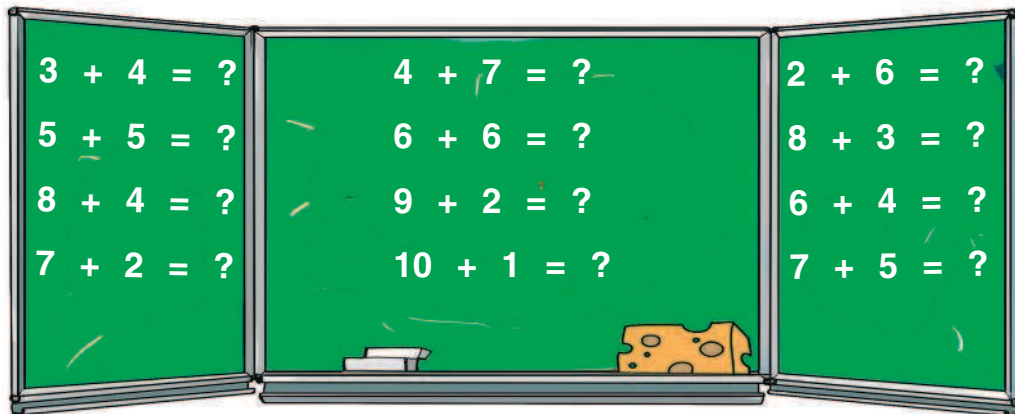 3 + 4 = ?
5 + 5 = ?
8 + 4 = ?
7 + 2 = ?
4 + 7 = ?
6 + 6 = ?
9 + 2 = ?
10 + 1 = ?
2 + 6 = ?
8 + 3 = ?
6 + 4 = ?
7 + 5 = ?